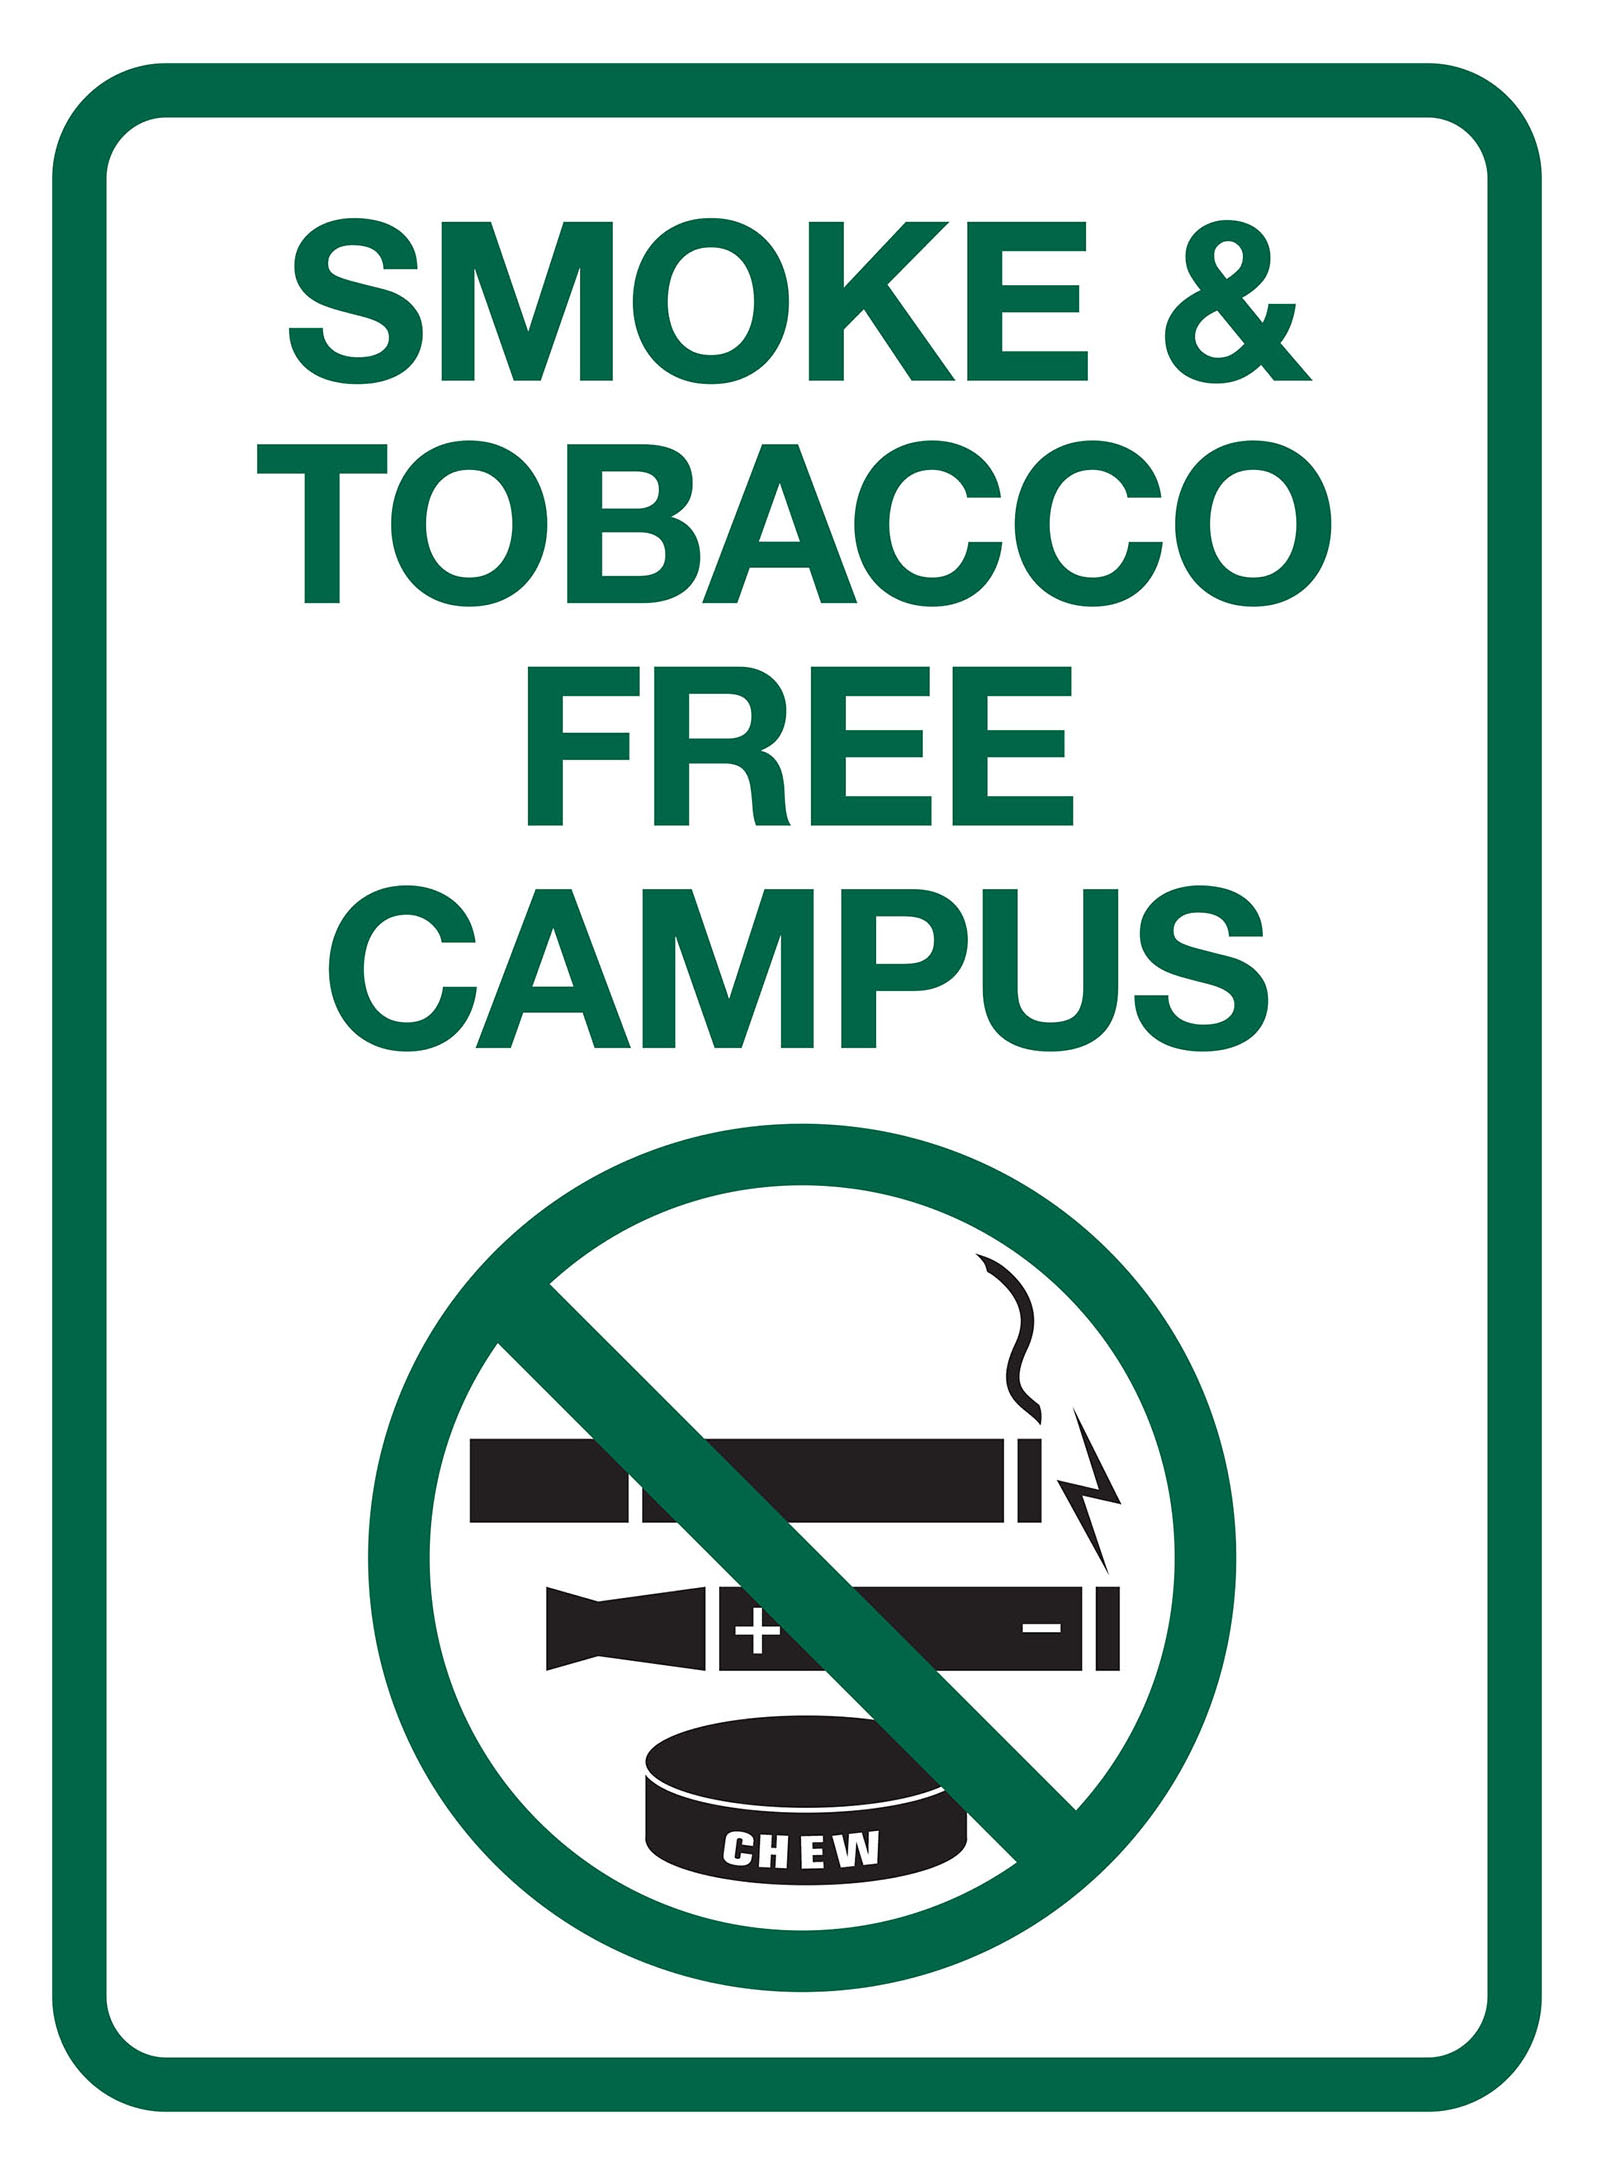 SMOKE &
TOBACCO
FREE
CAMPUS
+ −
CHEW